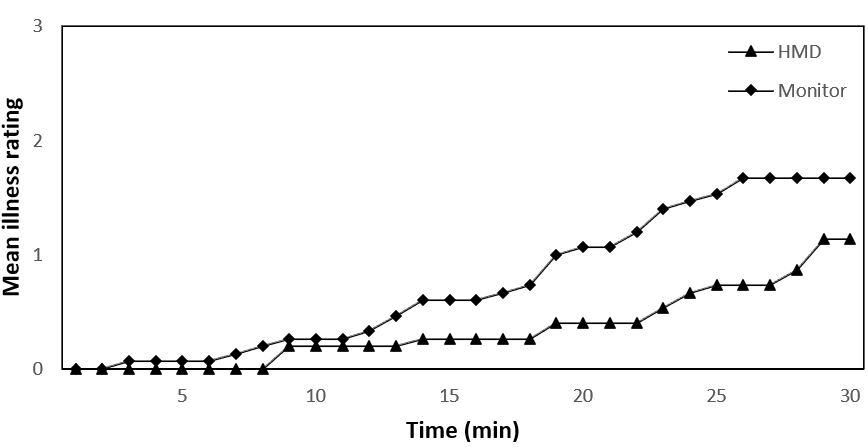 3
HMD
Monitor
2
1
0
Mean illness rating
5 10 15 20 25 30
Time (min)